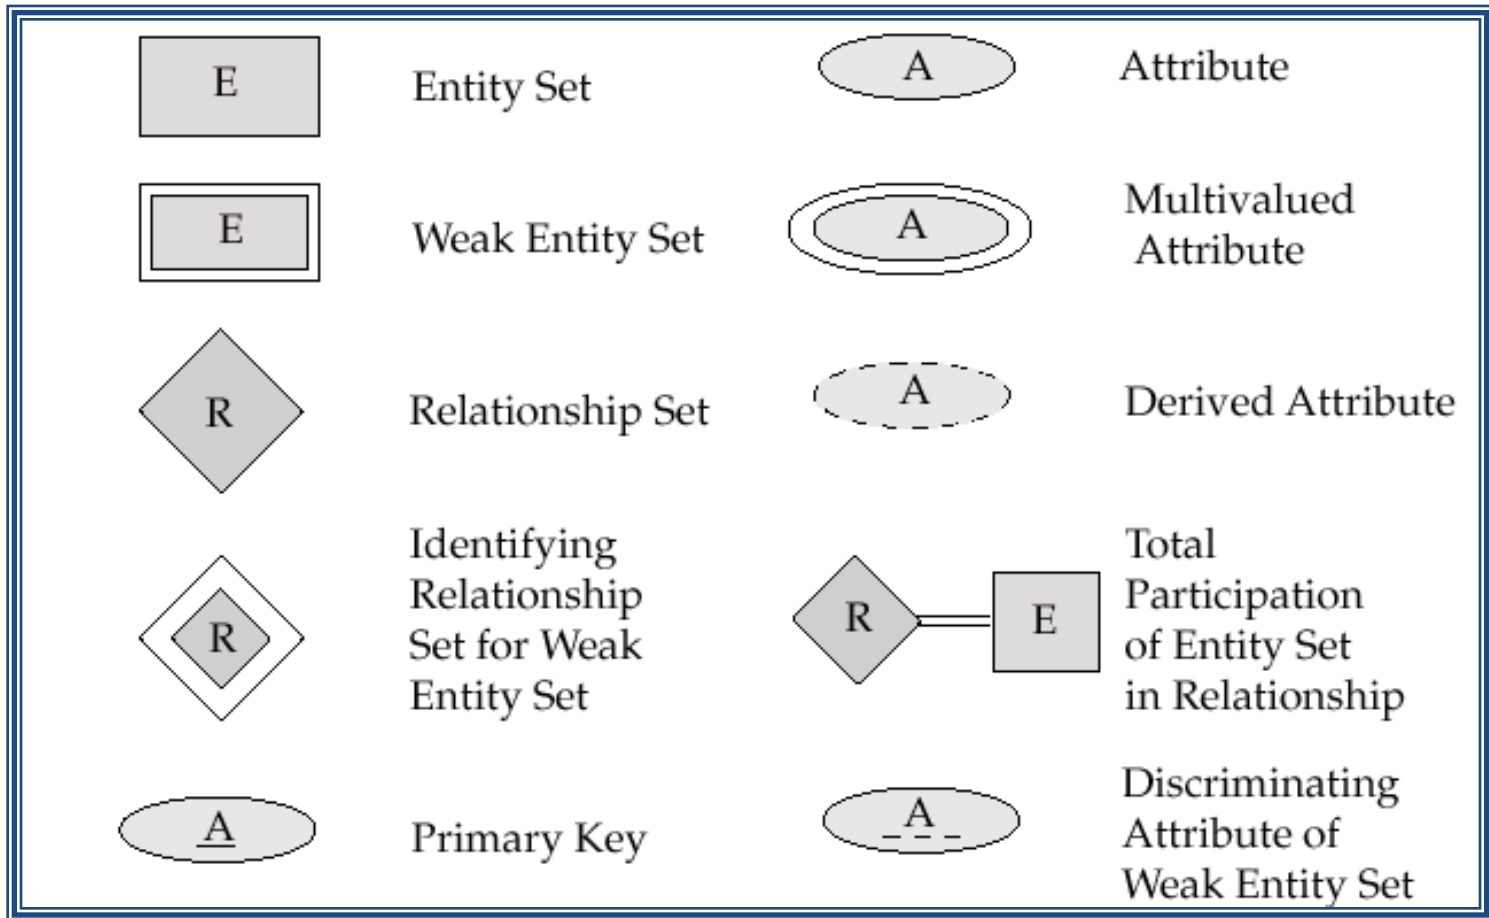 E
Entity Set
A
Attribute
E
Weak Entity Set
A
Multivalued
Attribute
R
Relationship Set
A
Derived Attribute
R
Identifying
Relationship
Set for Weak
Entity Set
R
E
Total
Participation
of Entity Set
in Relationship
A
Primary Key
A
Discriminating
Attribute of
Weak Entity Set